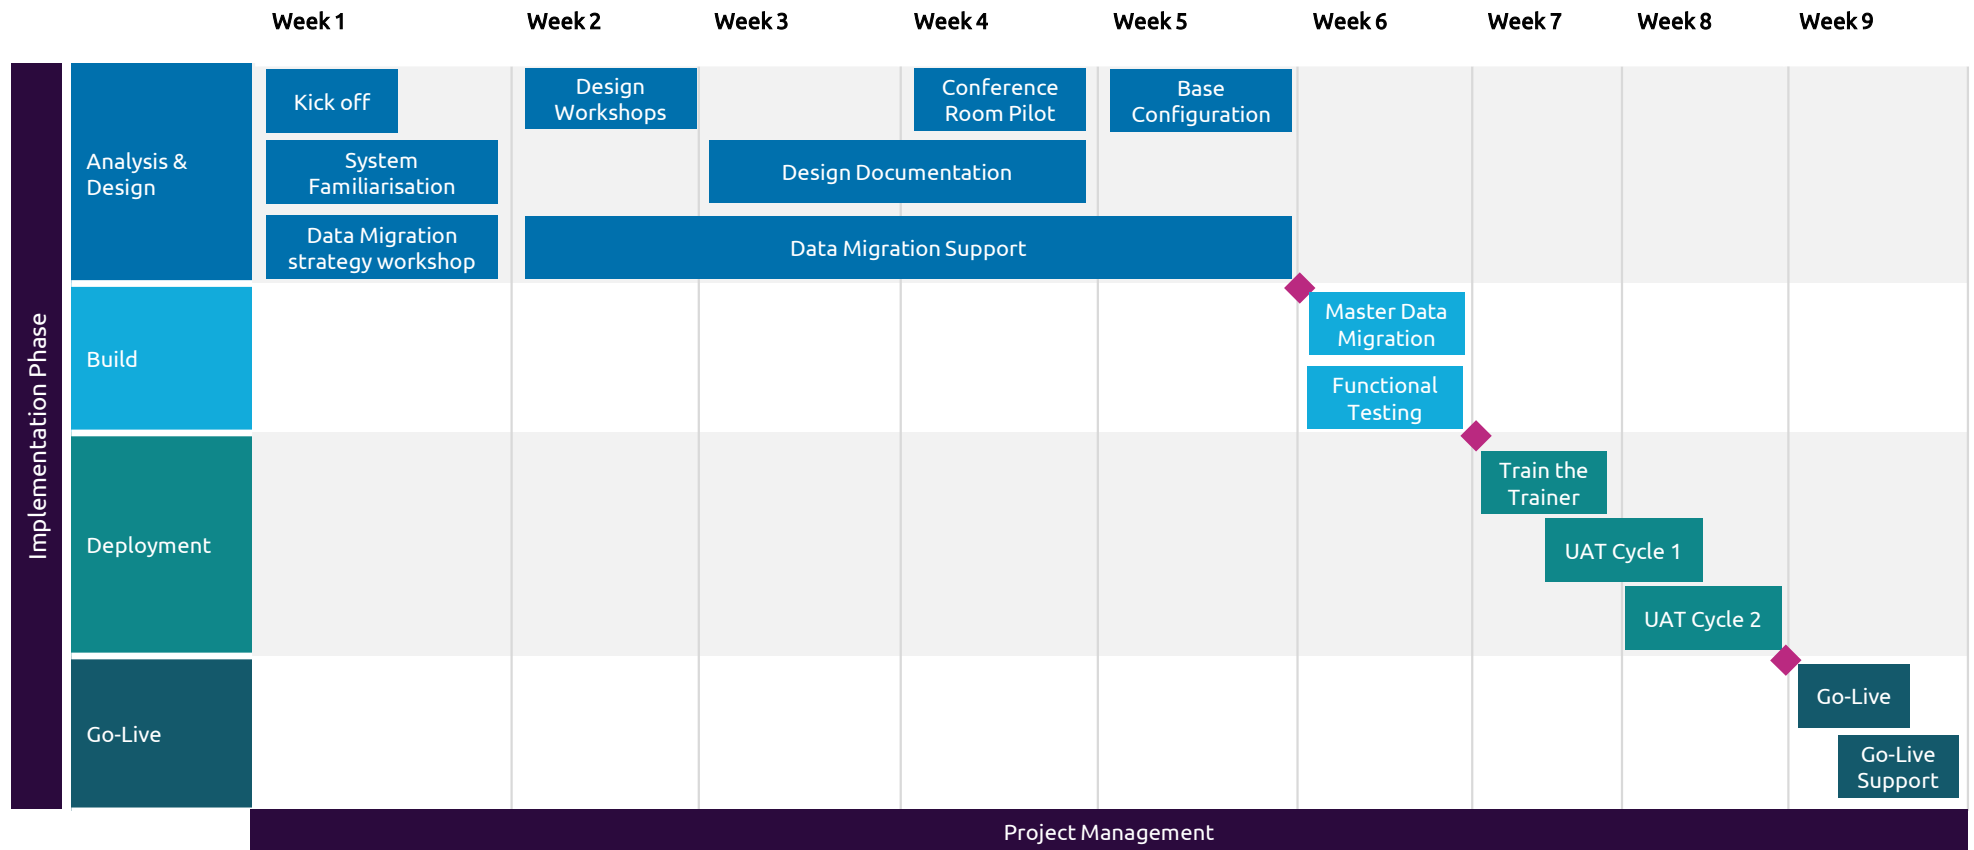 Week 1 Week 2 Week 3 Week 4 Week 5 Week 6 Week 7 Week 8 Week 9
Implementation Phase
Analysis &
Design
Kick off
Design
Workshops
Conference
Room Pilot
Base
Configuration
System
Familiarisation
Design Documentation
Data Migration
strategy workshop
Data Migration Support
Build
Master Data
Migration
Functional
Testing
Deployment
Train the
Trainer
UAT Cycle 1
UAT Cycle 2
Go-Live
Go-Live
Go-Live
Support
Project Management